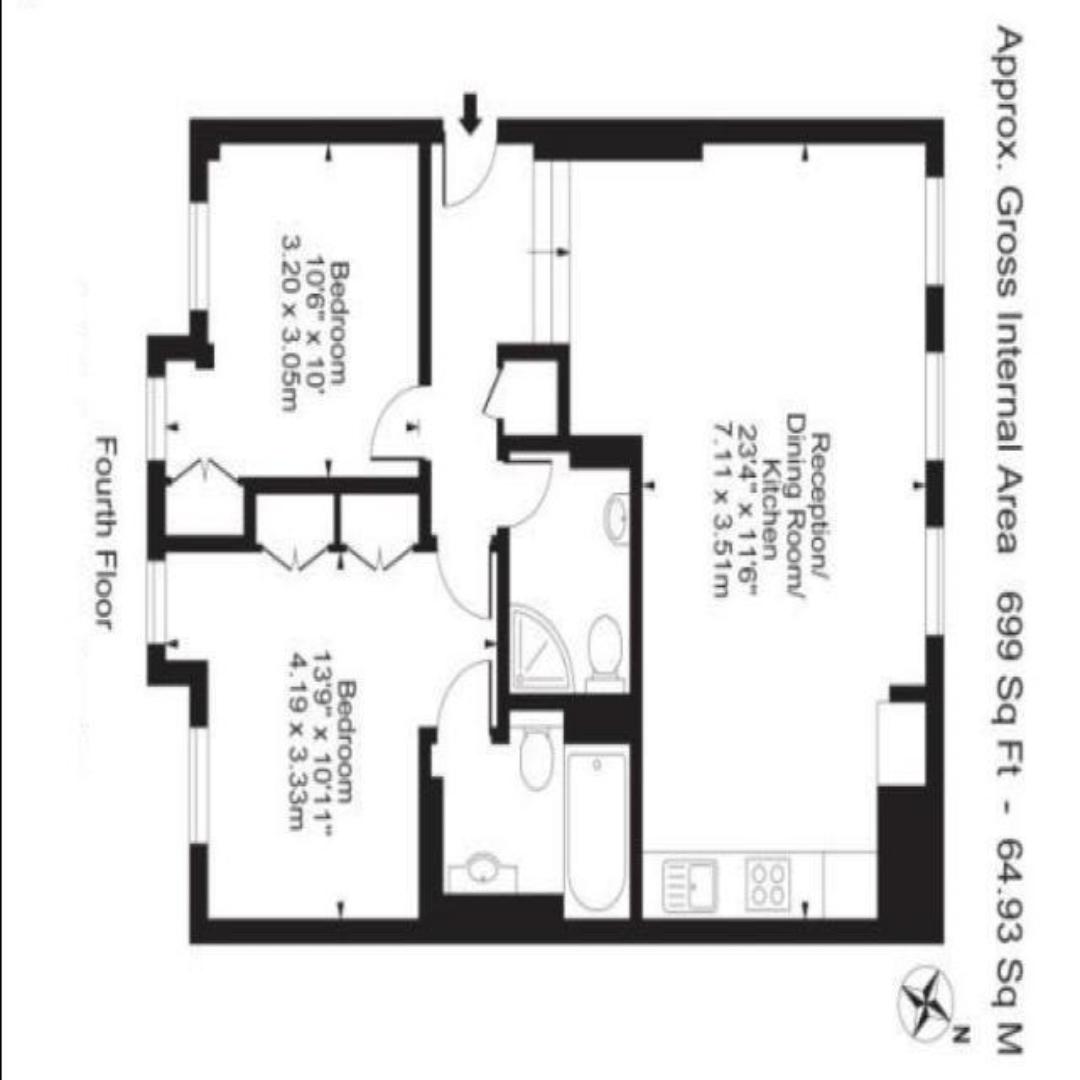 Approx. Gross Internal Area 699 Sq Ft - 64.93 Sq M
N
Reception/
Dining Room/
Kitchen
23'4" x 11'6"
7.11 x 3.51m
Bedroom
10'6" x 10'
3.20 x 3.05m
Bedroom
13'9" x 10'11"
4.19 x 3.33m
Fourth Floor